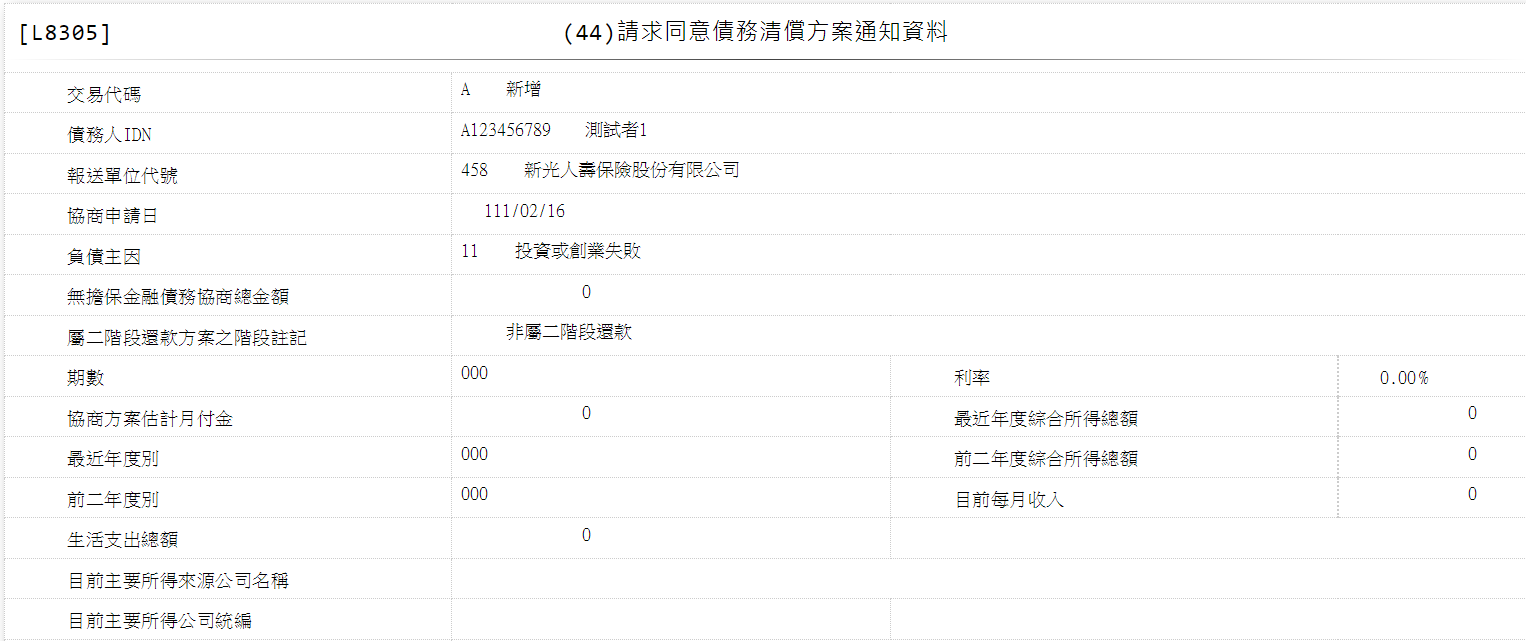 [L8305] (44)請求同意債務清償方案通知資料
交易代碼 A 新增
債務人IDN A123456789 測試者1
報送單位代號 458 新光人壽保險股份有限公司
協商申請日 111/02/16
負債主因 11 投資或創業失敗
無擔保金融債務協商總金額 0
屬二階段還款方案之階段註記 非屬二階段還款
期數 000 利率 0.00%
協商方案估計月付金 0 最近年度綜合所得總額 0
最近年度別 000 前二年度綜合所得總額 0
前二年度別 000 目前每月收入 0
生活支出總額 0
目前主要所得來源公司名稱
目前主要所得公司統編